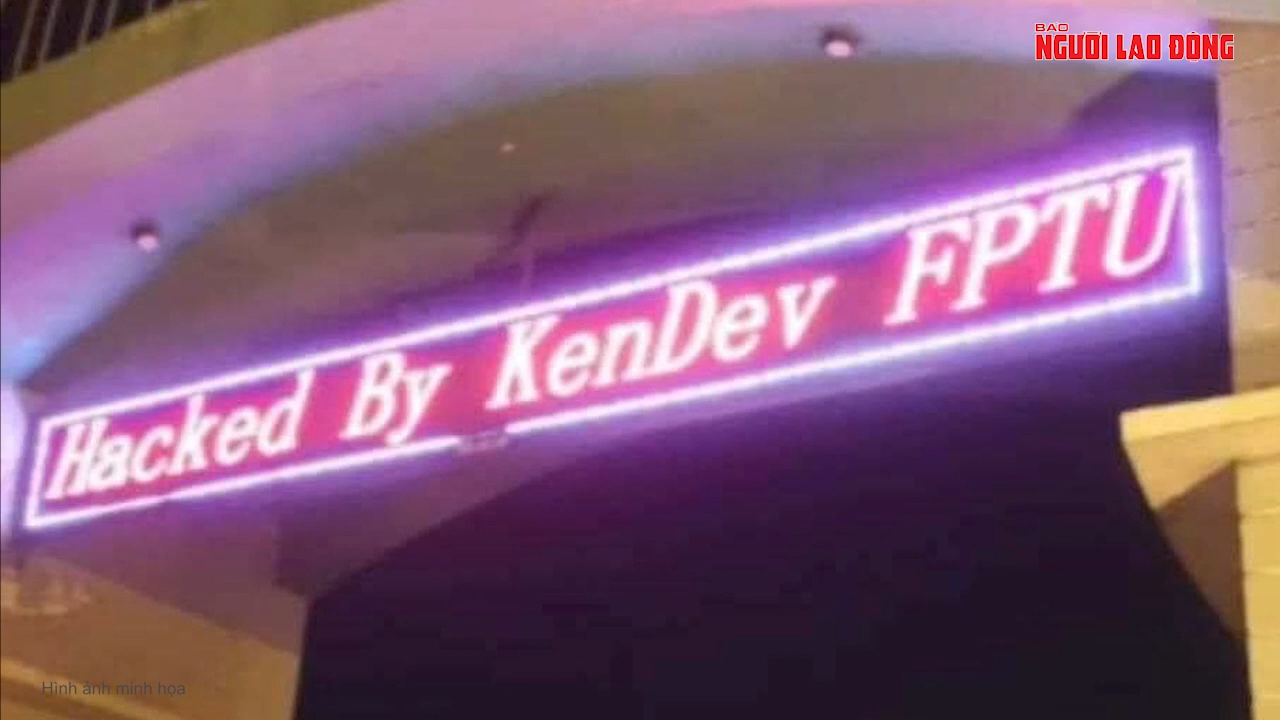 BÁO
NGƯỜI LAO ĐỘNG
Hacked By KenDev FPTU
Hình ảnh minh họa